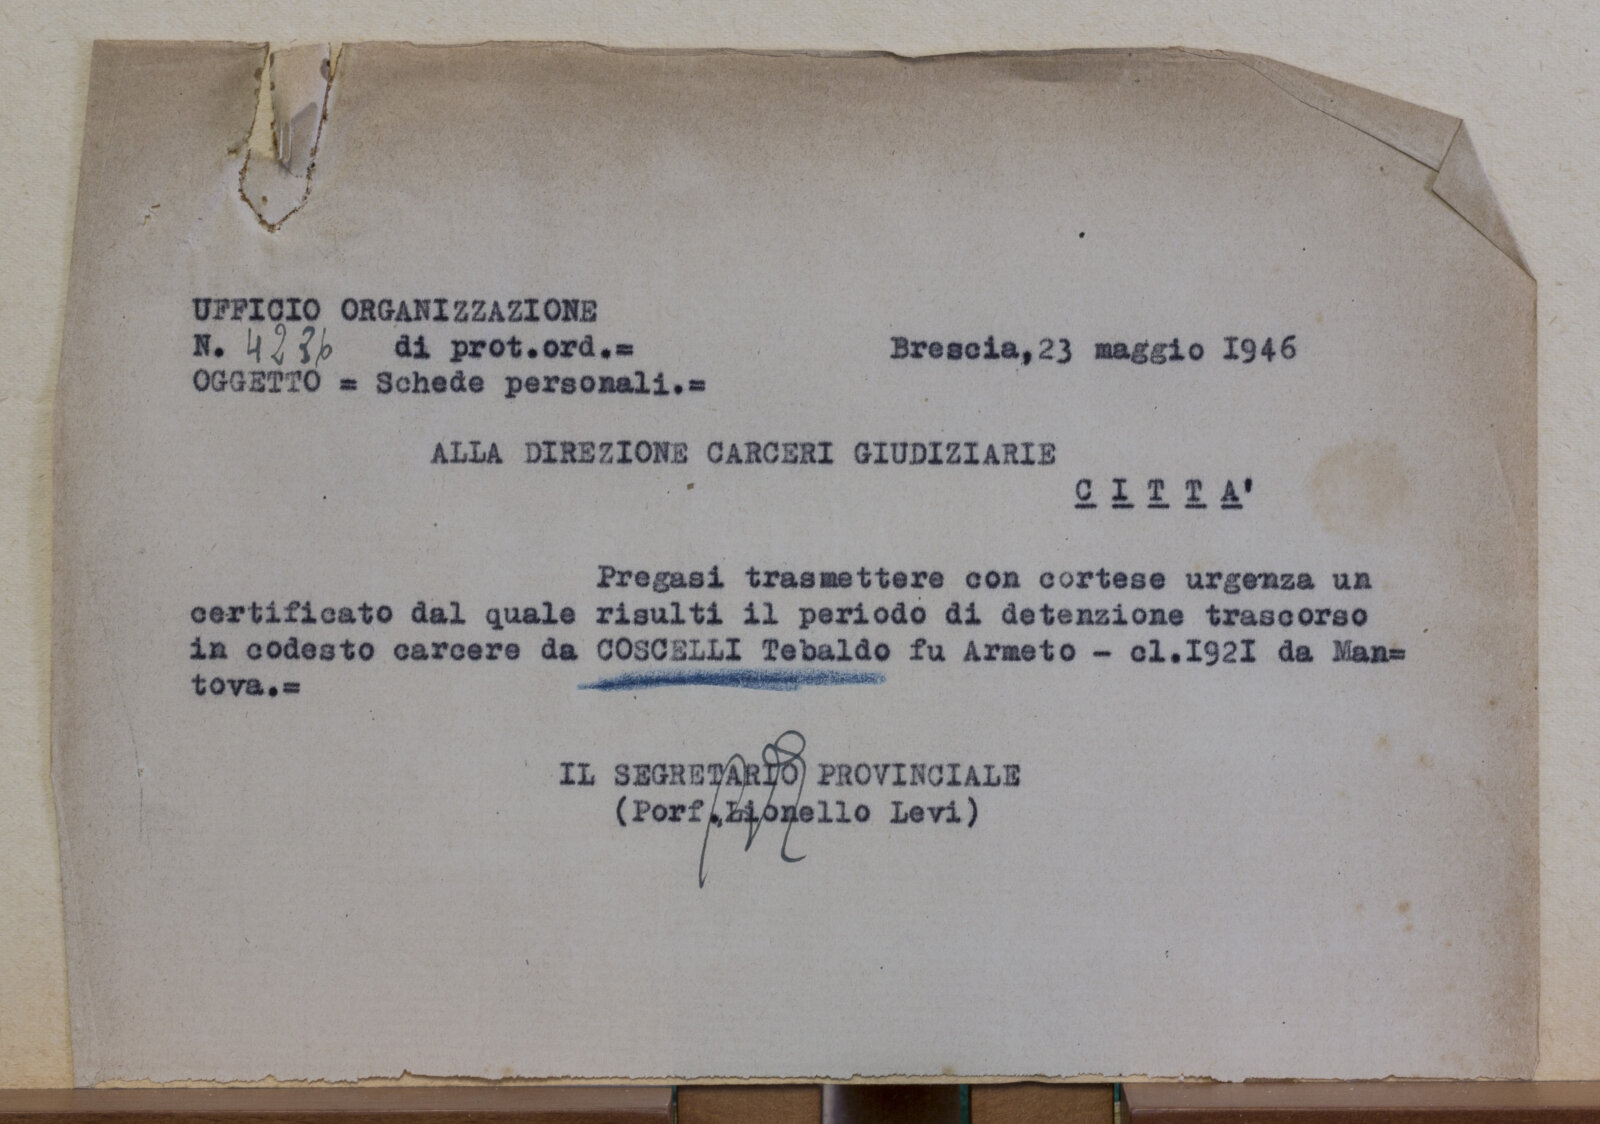 UFFICIO ORGANIZZAZIONE
N. 4236 di prot.ord.=
Brescia,23 maggio I946
OGGETTO = Schede personali.=
ALLA DIREZIONE CARCERI GIUDIZIARIE
C I T T A'
Pregasi trasmettere con cortese urgenza un
certificato dal quale risulti il periodo di detenzione trascorso
in codesto carcere da COSCELLI Tebaldo fu Armeto - cl.I92I da Man=
tova.=
IL SEGRETARIO PROVINCIALE
(Porf.Lionello Levi)